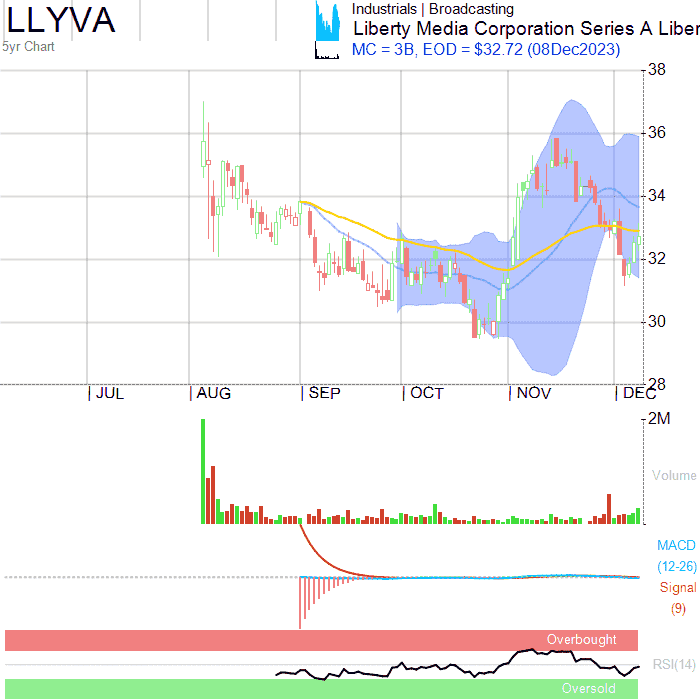 LLYVA
5yr Chart
Industrials | Broadcasting
Liberty Media Corporation Series A Liber
MC = 3B, EOD = $32.72 (08Dec2023)
38
36
34
32
30
28
JUL AUG SEP OCT NOV DEC
2M
Volume
MACD
(12-26)
Signal
(9)
Overbought
RSI(14)
Oversold